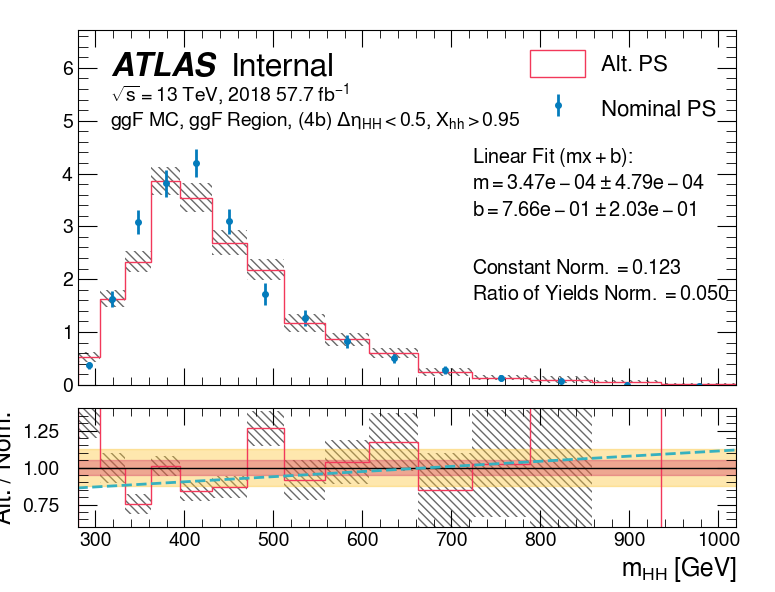 ATLAS Internal
√s = 13 TeV, 2018 57.7 fb⁻¹
ggF MC, ggF Region, (4b) Δη_HH < 0.5, X_hh > 0.95
Alt. PS
Nominal PS
Linear Fit (mx + b):
m = 3.47e − 04 ± 4.79e − 04
b = 7.66e − 01 ± 2.03e − 01
Constant Norm. = 0.123
Ratio of Yields Norm. = 0.050
6
5
4
3
2
1
0
Alt. / Nom.
1.25
1.00
0.75
300 400 500 600 700 800 900 1000
m_HH [GeV]